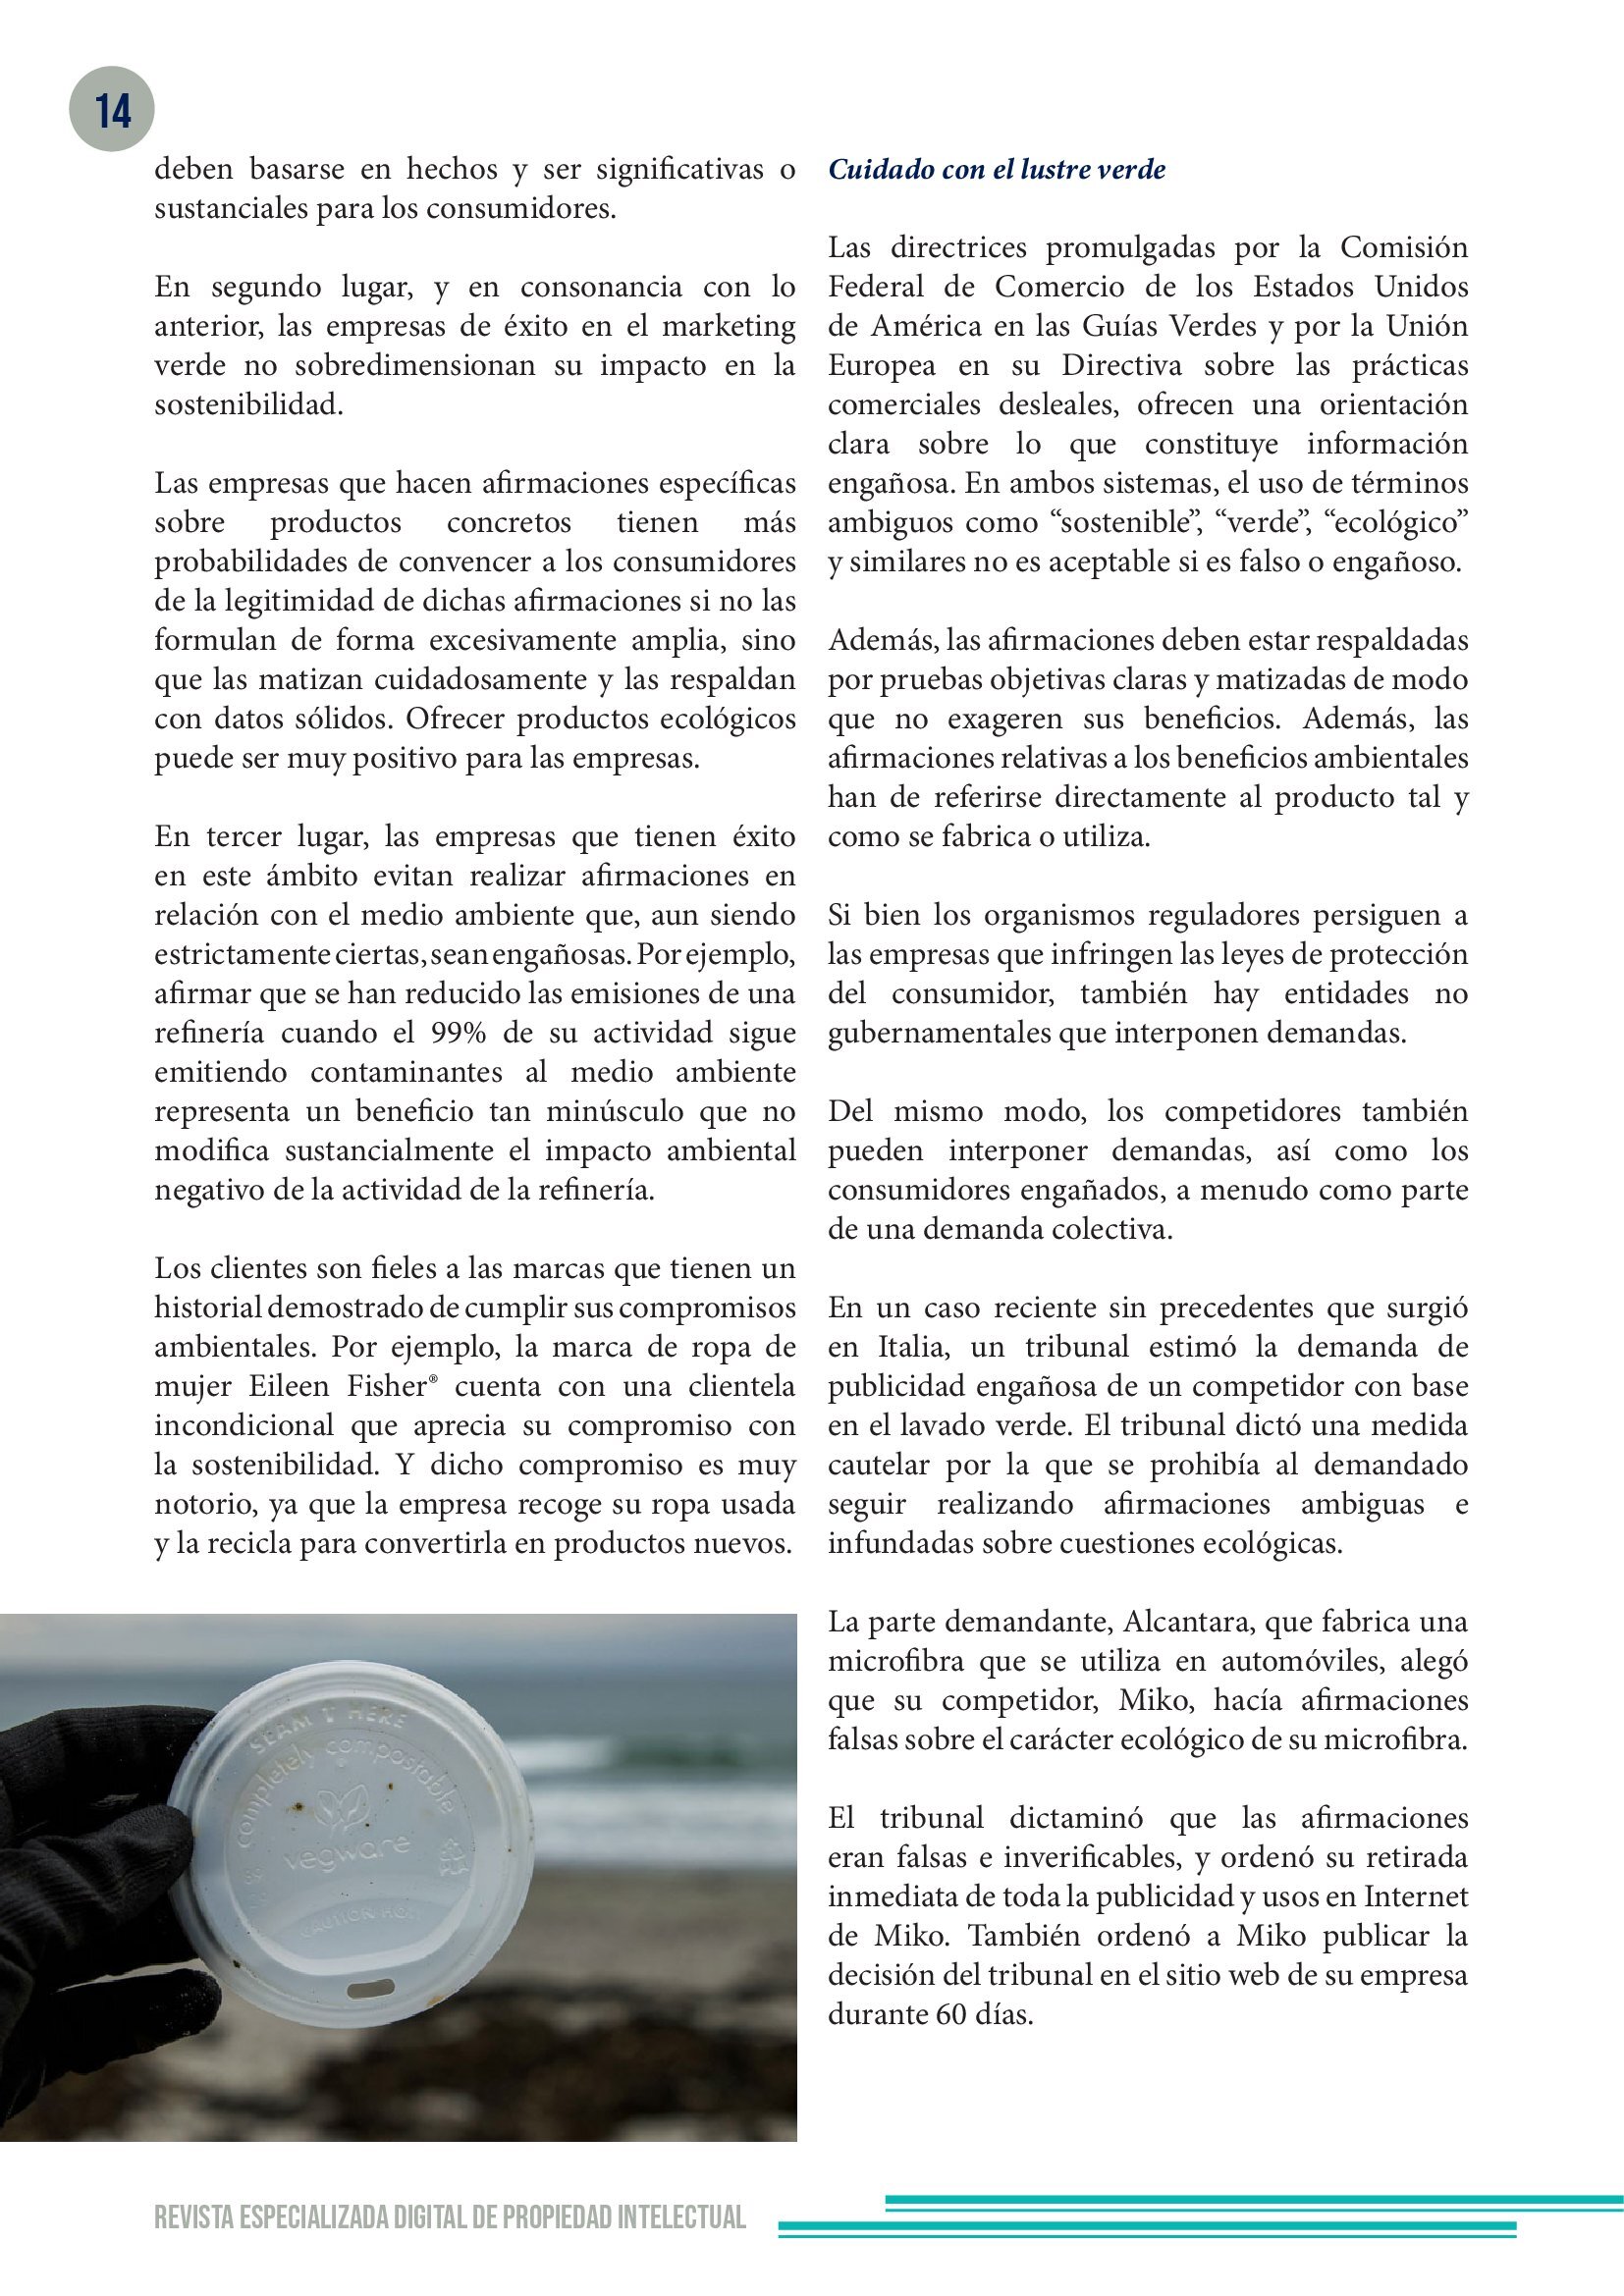 14
deben basarse en hechos y ser significativas o
sustanciales para los consumidores.
En segundo lugar, y en consonancia con lo
anterior, las empresas de éxito en el marketing
verde no sobredimensionan su impacto en la
sostenibilidad.
Las empresas que hacen afirmaciones específicas
sobre productos concretos tienen más
probabilidades de convencer a los consumidores
de la legitimidad de dichas afirmaciones si no las
formulan de forma excesivamente amplia, sino
que las matizan cuidadosamente y las respaldan
con datos sólidos. Ofrecer productos ecológicos
puede ser muy positivo para las empresas.
En tercer lugar, las empresas que tienen éxito
en este ámbito evitan realizar afirmaciones en
relación con el medio ambiente que, aun siendo
estrictamente ciertas, sean engañosas. Por ejemplo,
afirmar que se han reducido las emisiones de una
refinería cuando el 99% de su actividad sigue
emitiendo contaminantes al medio ambiente
representa un beneficio tan minúsculo que no
modifica sustancialmente el impacto ambiental
negativo de la actividad de la refinería.
Los clientes son fieles a las marcas que tienen un
historial demostrado de cumplir sus compromisos
ambientales. Por ejemplo, la marca de ropa de
mujer Eileen Fisher® cuenta con una clientela
incondicional que aprecia su compromiso con
la sostenibilidad. Y dicho compromiso es muy
notorio, ya que la empresa recoge su ropa usada
y la recicla para convertirla en productos nuevos.
HERE
completely compostable
vegware
PLA
CAUTION HOT
Cuidado con el lustre verde
Las directrices promulgadas por la Comisión
Federal de Comercio de los Estados Unidos
de América en las Guías Verdes y por la Unión
Europea en su Directiva sobre las prácticas
comerciales desleales, ofrecen una orientación
clara sobre lo que constituye información
engañosa. En ambos sistemas, el uso de términos
ambiguos como “sostenible”, “verde”, “ecológico”
y similares no es aceptable si es falso o engañoso.
Además, las afirmaciones deben estar respaldadas
por pruebas objetivas claras y matizadas de modo
que no exageren sus beneficios. Además, las
afirmaciones relativas a los beneficios ambientales
han de referirse directamente al producto tal y
como se fabrica o utiliza.
Si bien los organismos reguladores persiguen a
las empresas que infringen las leyes de protección
del consumidor, también hay entidades no
gubernamentales que interponen demandas.
Del mismo modo, los competidores también
pueden interponer demandas, así como los
consumidores engañados, a menudo como parte
de una demanda colectiva.
En un caso reciente sin precedentes que surgió
en Italia, un tribunal estimó la demanda de
publicidad engañosa de un competidor con base
en el lavado verde. El tribunal dictó una medida
cautelar por la que se prohibía al demandado
seguir realizando afirmaciones ambiguas e
infundadas sobre cuestiones ecológicas.
La parte demandante, Alcantara, que fabrica una
microfibra que se utiliza en automóviles, alegó
que su competidor, Miko, hacía afirmaciones
falsas sobre el carácter ecológico de su microfibra.
El tribunal dictaminó que las afirmaciones
eran falsas e inverificables, y ordenó su retirada
inmediata de toda la publicidad y usos en Internet
de Miko. También ordenó a Miko publicar la
decisión del tribunal en el sitio web de su empresa
durante 60 días.
REVISTA ESPECIALIZADA DIGITAL DE PROPIEDAD INTELECTUAL